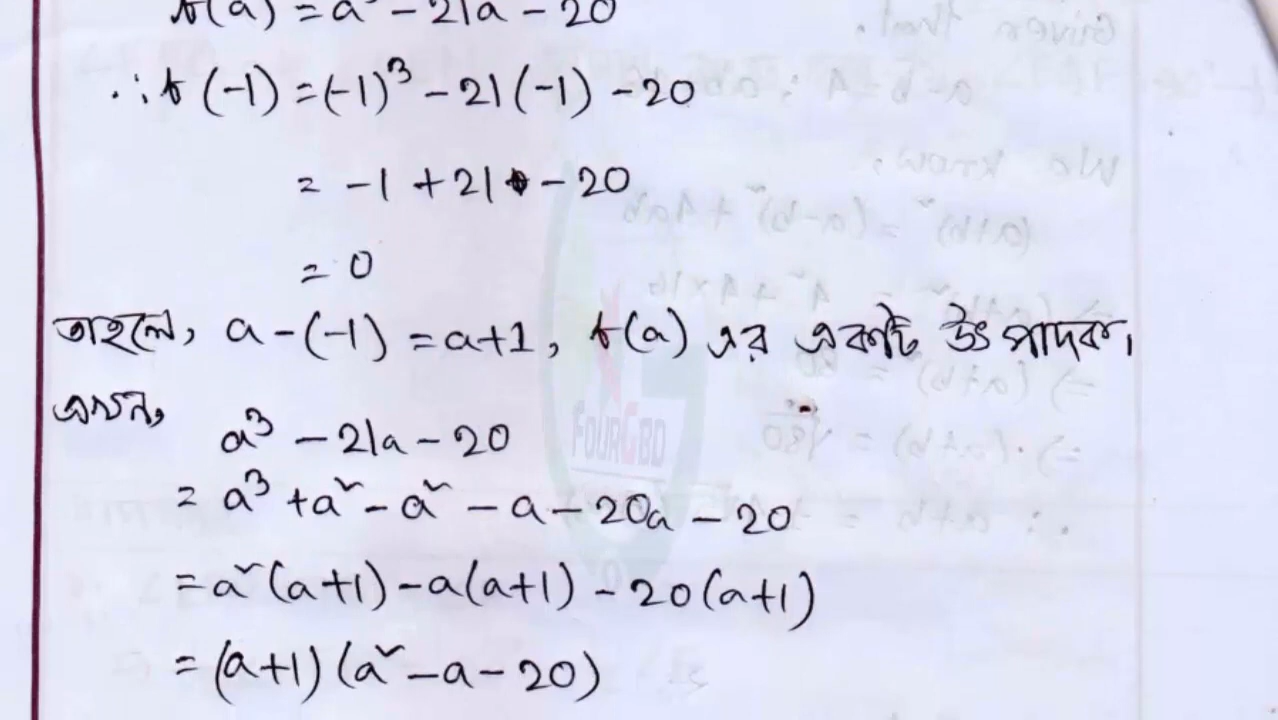 f(a) = a³ - 21a - 20
∴ f(-1) = (-1)³ - 21(-1) - 20
= -1 + 21 - 20
= 0
তাহলে, a-(-1) = a+1, f(a) এর একটি উৎপাদক।
এখন,
a³ - 21a - 20
= a³ + a² - a² - a - 20a - 20
= a²(a+1) - a(a+1) - 20(a+1)
= (a+1)(a² - a - 20)
FOURGBD